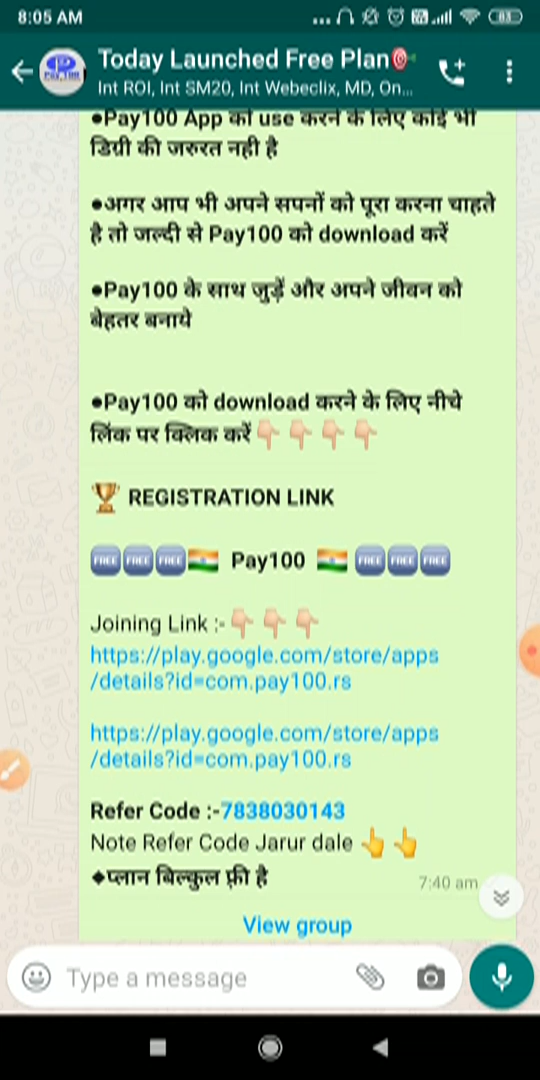 8:05 AM
Today Launched Free Plan🎯
Int ROI, Int SM20, Int Webeclix, MD, On...
●Pay100 App को use करने के लिए कोई भी
डिग्री की जरुरत नही है
●अगर आप भी अपने सपनों को पूरा करना चाहते
है तो जल्दी से Pay100 को download करें
●Pay100 के साथ जुड़ें और अपने जीवन को
बेहतर बनाये
●Pay100 को download करने के लिए नीचे
लिंक पर क्लिक करें👇🏻👇🏻👇🏻👇🏻
🏆 REGISTRATION LINK
🆓🆓🆓🇮🇳 Pay100 🇮🇳🆓🆓🆓
Joining Link :-👇🏻👇🏻👇🏻
https://play.google.com/store/apps
/details?id=com.pay100.rs
https://play.google.com/store/apps
/details?id=com.pay100.rs
Refer Code :-7838030143
Note Refer Code Jarur dale 👆👆
◆प्लान बिल्कुल फ़्री है
7:40 am
View group
Type a message